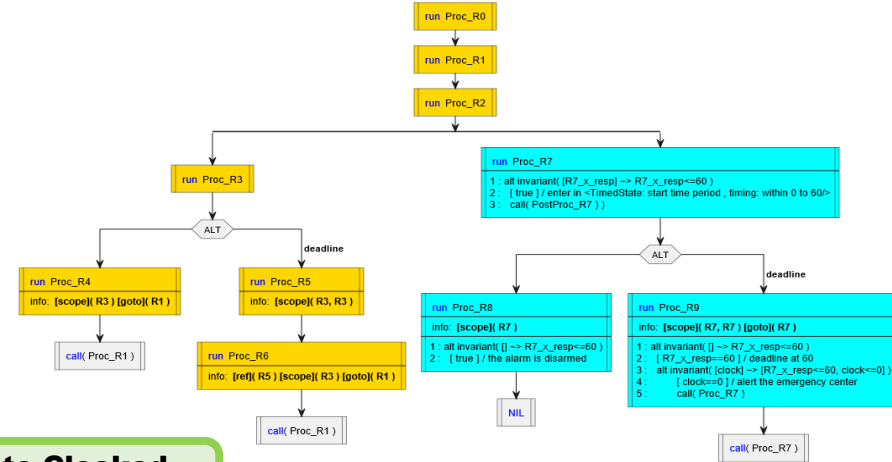 run Proc_R0
run Proc_R1
run Proc_R2
run Proc_R3
run Proc_R7
1 : alt invariant( [R7_x_resp] ~> R7_x_resp<=60 )
2 : [ true ] / enter in <TimedState: start time period , timing: within 0 to 60/>
3 : call( PostProc_R7 ) )
ALT
deadline
ALT
deadline
run Proc_R4
info: [scope]( R3 ) [goto]( R1 )
run Proc_R5
info: [scope]( R3, R3 )
run Proc_R8
info: [scope]( R7 )
1 : alt invariant( [] ~> R7_x_resp<=60 )
2 : [ true ] / the alarm is disarmed
run Proc_R9
info: [scope]( R7, R7 ) [goto]( R7 )
1 : alt invariant( [] ~> R7_x_resp<=60 )
2 : [ R7_x_resp==60 ] / deadline at 60
3 : alt invariant( [clock] ~> [R7_x_resp<=60, clock<=0] )
4 : [ clock==0 ] / alert the emergency center
5 : call( Proc_R7 )
call( Proc_R1 )
run Proc_R6
info: [ref]( R5 ) [scope]( R3 ) [goto]( R1 )
NIL
call( Proc_R1 )
call( Proc_R7 )